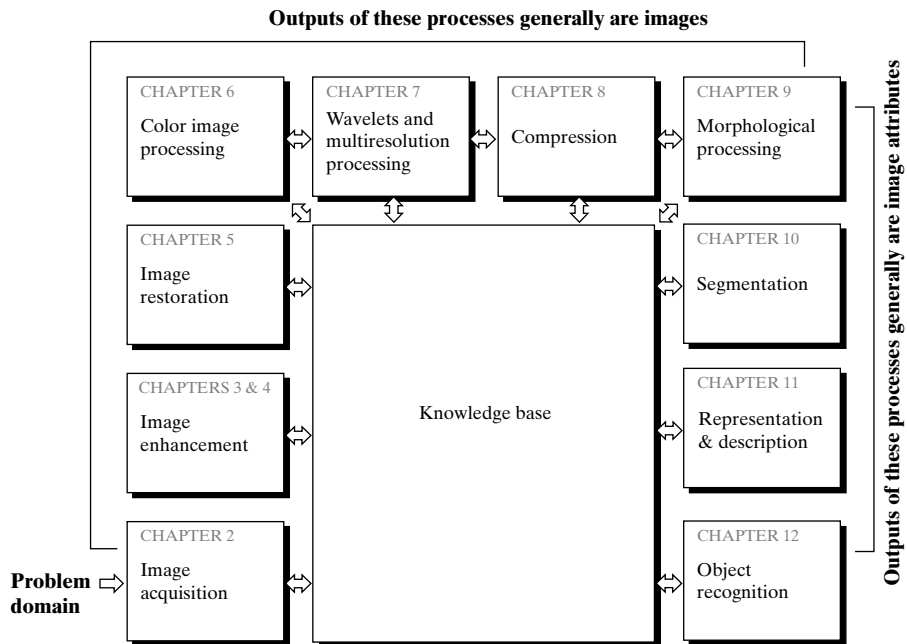 Outputs of these processes generally are images
CHAPTER 6
Color image
processing
CHAPTER 7
Wavelets and
multiresolution
processing
CHAPTER 8
Compression
CHAPTER 9
Morphological
processing
CHAPTER 5
Image
restoration
CHAPTERS 3 & 4
Image
enhancement
CHAPTER 2
Image
acquisition
Problem
domain
Knowledge base
CHAPTER 10
Segmentation
CHAPTER 11
Representation
& description
CHAPTER 12
Object
recognition
Outputs of these processes generally are image attributes